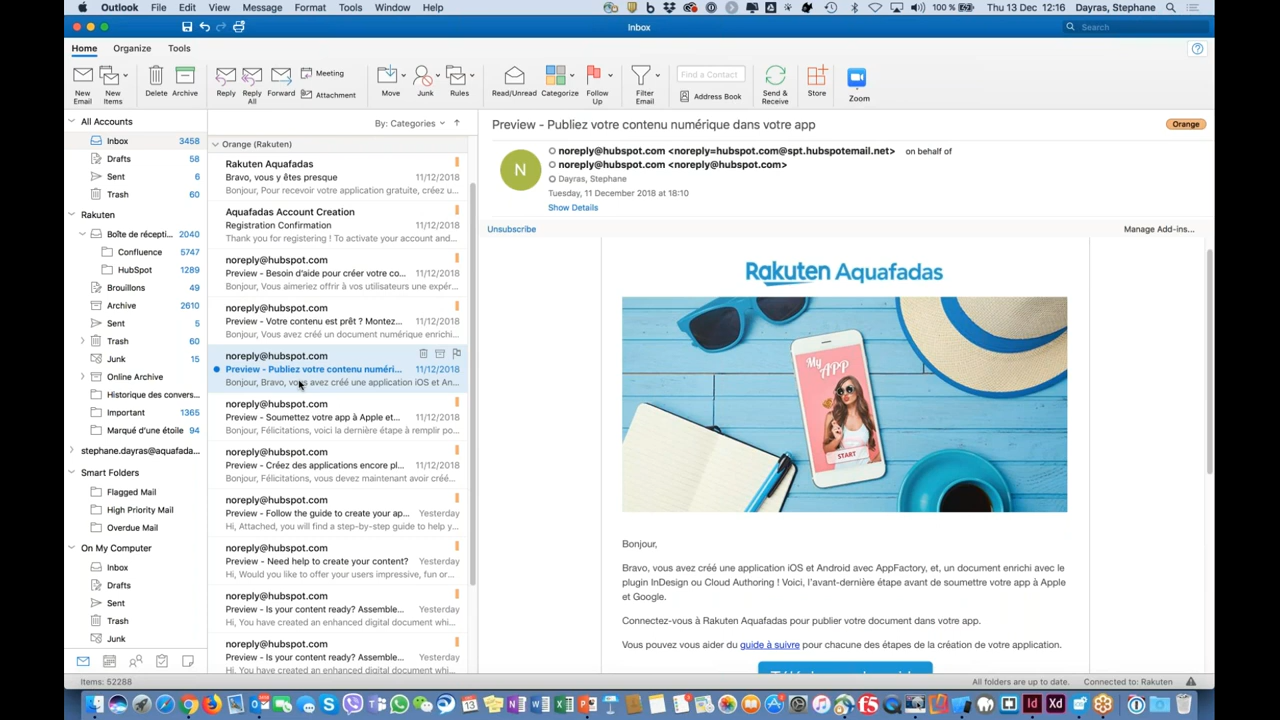 Outlook File Edit View Message Format Tools Window Help 100 % Thu 13 Dec 12:16 Dayras, Stephane
Inbox
Search
Home Organize Tools
New Email
New Items
Delete
Archive
Reply
Reply All
Forward
Meeting
Attachment
Move
Junk
Rules
Read/Unread
Categorize
Follow Up
Filter Email
Find a Contact
Address Book
Send & Receive
Store
Zoom
All Accounts
Inbox 3458
Drafts 58
Sent 6
Trash 60
Rakuten
Boîte de récepti... 2040
Confluence 5747
HubSpot 1289
Brouillons 49
Archive 2610
Sent 5
Trash 60
Junk 15
Online Archive
Historique des convers...
Important 1365
Marqué d'une étoile 94
stephane.dayras@aquafada...
Smart Folders
Flagged Mail
High Priority Mail
Overdue Mail
On My Computer
Inbox
Drafts
Sent
Trash
Junk
Items: 52288
By: Categories
Orange (Rakuten)
Rakuten Aquafadas
Bravo, vous y êtes presque 11/12/2018
Bonjour, Pour recevoir votre application gratuite, créez u...
Aquafadas Account Creation
Registration Confirmation 11/12/2018
Thank you for registering ! To activate your account and...
noreply@hubspot.com
Preview - Besoin d'aide pour créer votre co... 11/12/2018
Bonjour, Vous aimeriez offrir à vos utilisateurs une expér...
noreply@hubspot.com
Preview - Votre contenu est prêt ? Montez... 11/12/2018
Bonjour, Vous avez créé un document numérique enrichi...
noreply@hubspot.com
Preview - Publiez votre contenu numéri... 11/12/2018
Bonjour, Bravo, vous avez créé une application iOS et An...
noreply@hubspot.com
Preview - Soumettez votre app à Apple et... 11/12/2018
Bonjour, Félicitations, voici la dernière étape à remplir po...
noreply@hubspot.com
Preview - Créez des applications encore pl... 11/12/2018
Bonjour, Félicitations, vous devez maintenant avoir créé...
noreply@hubspot.com
Preview - Follow the guide to create your ap... Yesterday
Hi, Attached, you will find a step-by-step guide to help y...
noreply@hubspot.com
Preview - Need help to create your content? Yesterday
Hi, Would you like to offer your users impressive, fun or...
noreply@hubspot.com
Preview - Is your content ready? Assemble... Yesterday
Hi, You have created an enhanced digital document whi...
noreply@hubspot.com
Preview - Is your content ready? Assemble... Yesterday
Hi, You have created an enhanced digital document whi...
Preview - Publiez votre contenu numérique dans votre app
Orange
N
noreply@hubspot.com <noreply=hubspot.com@spt.hubspotemail.net> on behalf of
noreply@hubspot.com <noreply@hubspot.com>
Dayras, Stephane
Tuesday, 11 December 2018 at 18:10
Show Details
Unsubscribe Manage Add-ins...
Rakuten Aquafadas
My APP
START
Bonjour,
Bravo, vous avez créé une application iOS et Android avec AppFactory, et, un document enrichi avec le
plugin InDesign ou Cloud Authoring ! Voici, l'avant-dernière étape avant de soumettre votre app à Apple
et Google.
Connectez-vous à Rakuten Aquafadas pour publier votre document dans votre app.
Vous pouvez vous aider du guide à suivre pour chacune des étapes de la création de votre application.
All folders are up to date. Connected to: Rakuten